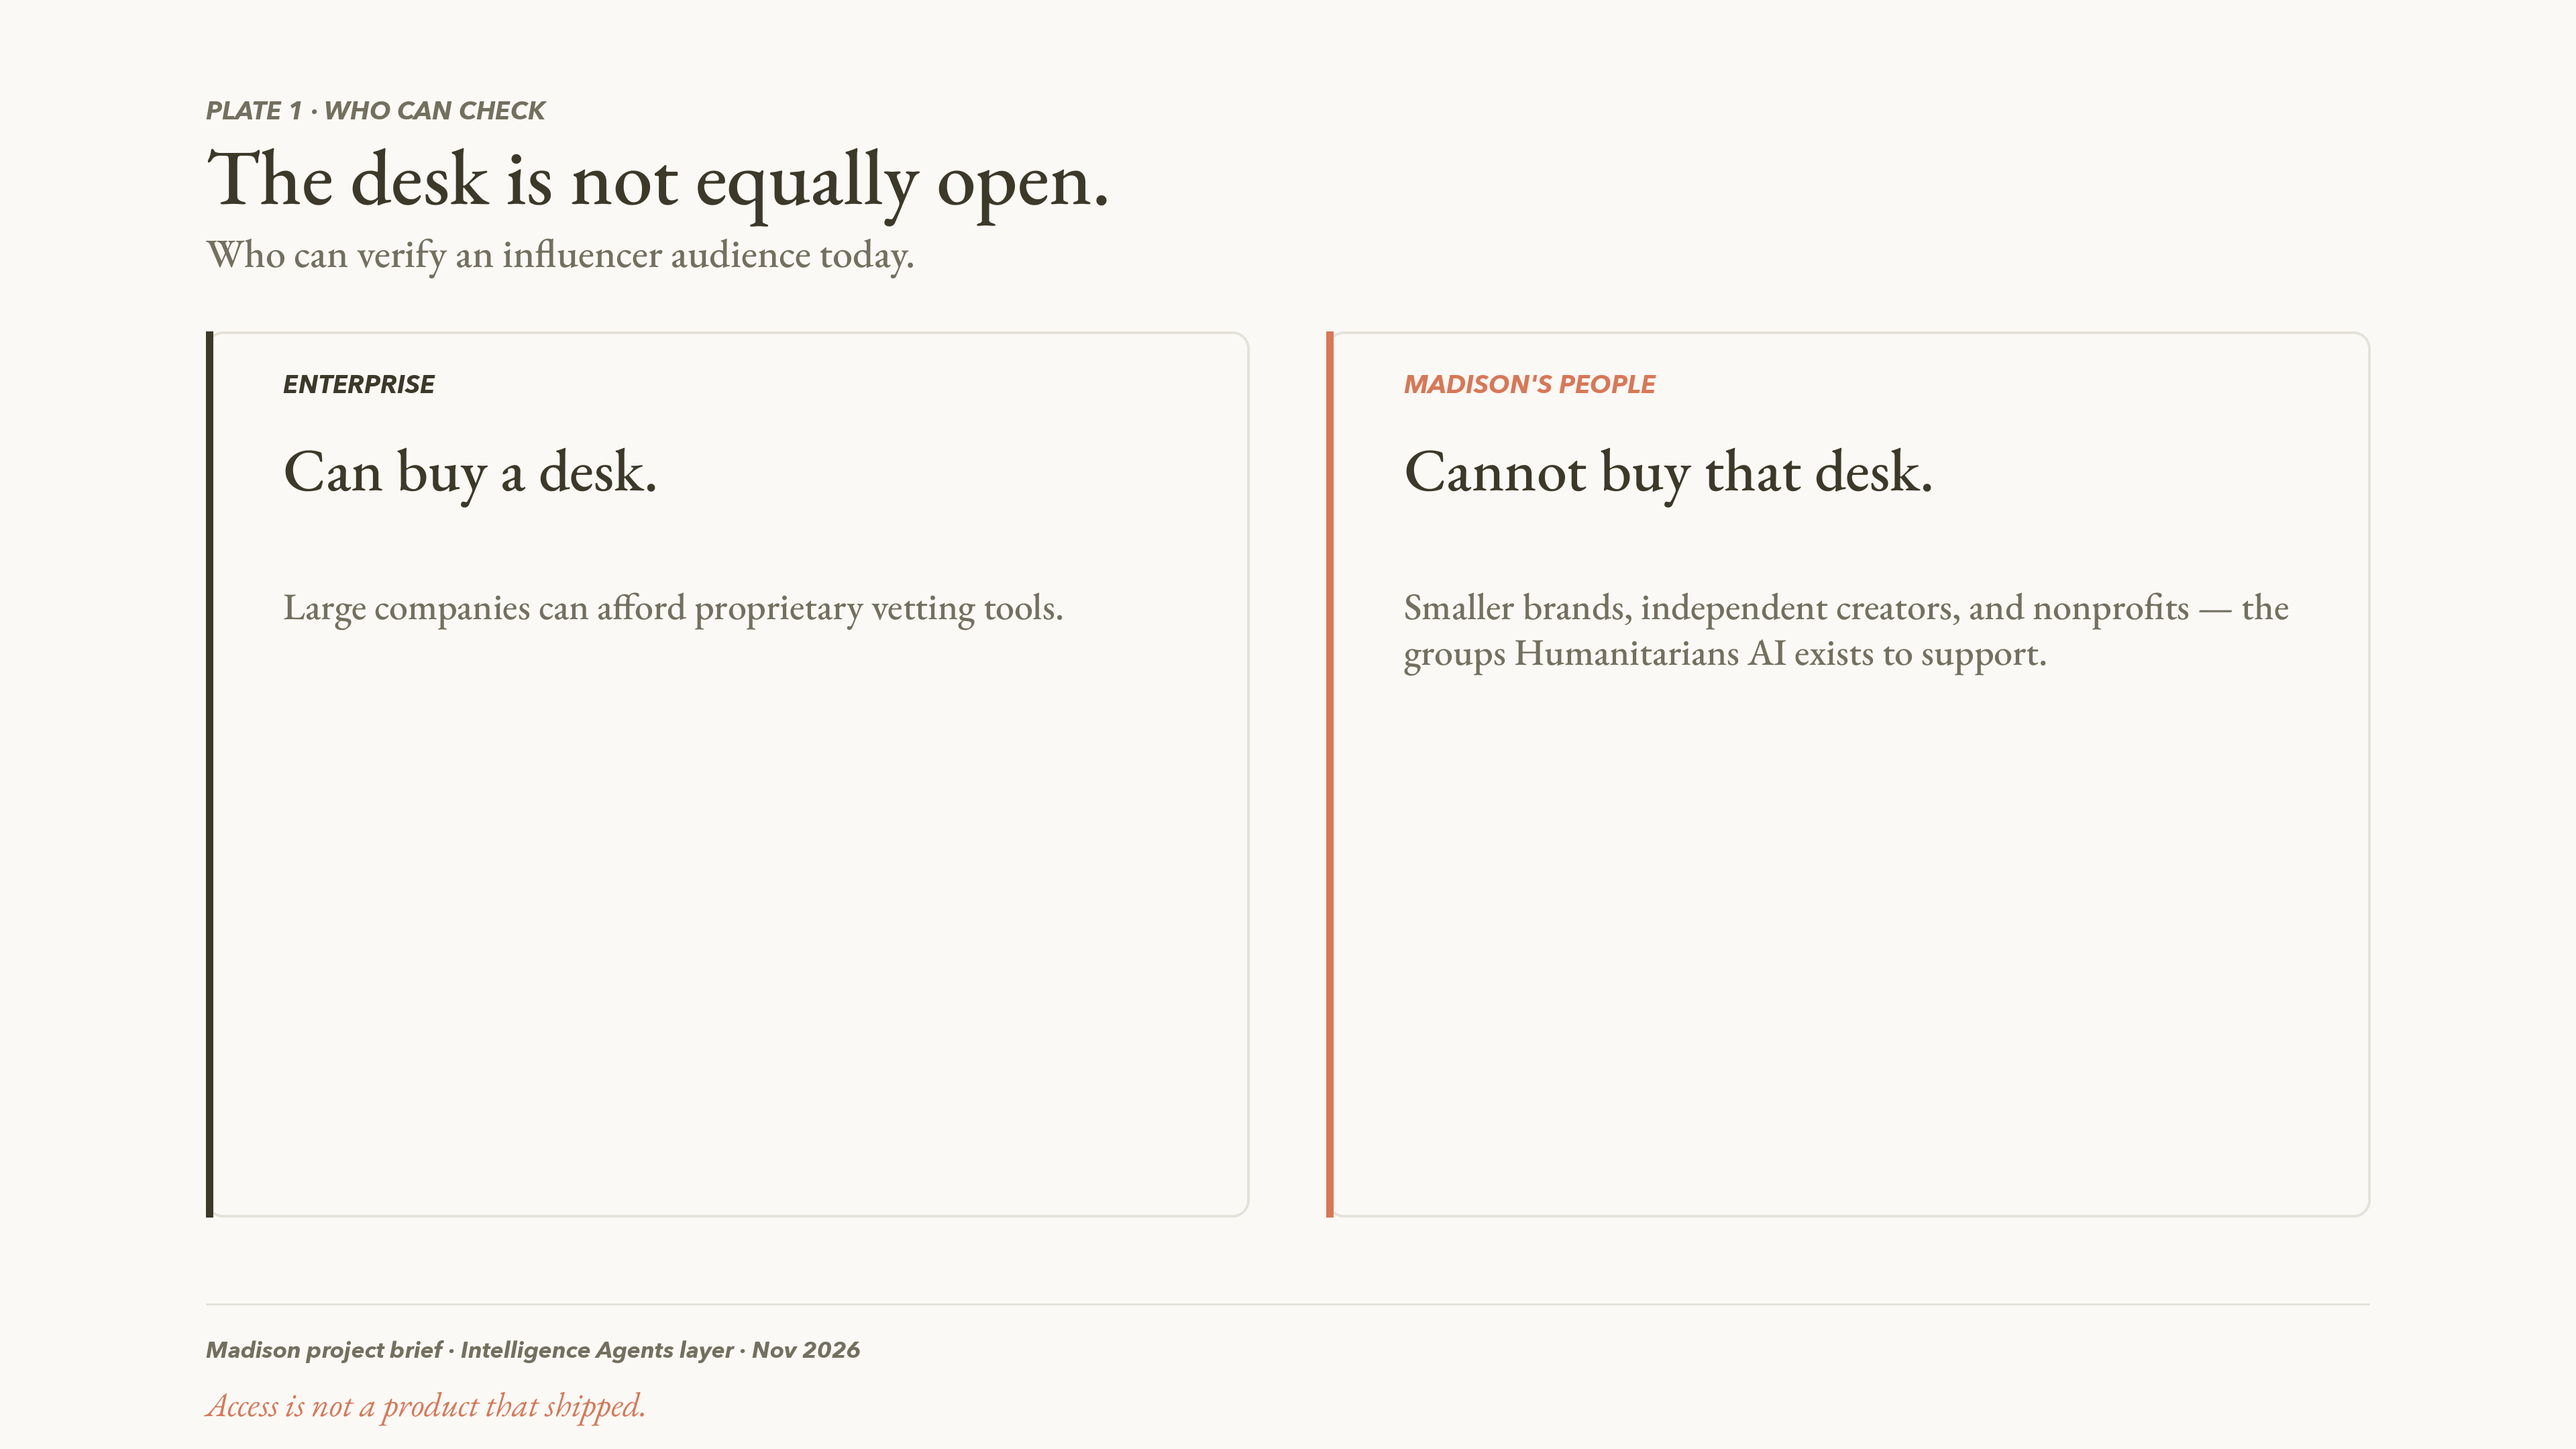 PLATE 1 · WHO CAN CHECK
The desk is not equally open.
Who can verify an influencer audience today.
ENTERPRISE
Can buy a desk.
Large companies can afford proprietary vetting tools.
MADISON'S PEOPLE
Cannot buy that desk.
Smaller brands, independent creators, and nonprofits — the
groups Humanitarians AI exists to support.
Madison project brief · Intelligence Agents layer · Nov 2026
Access is not a product that shipped.